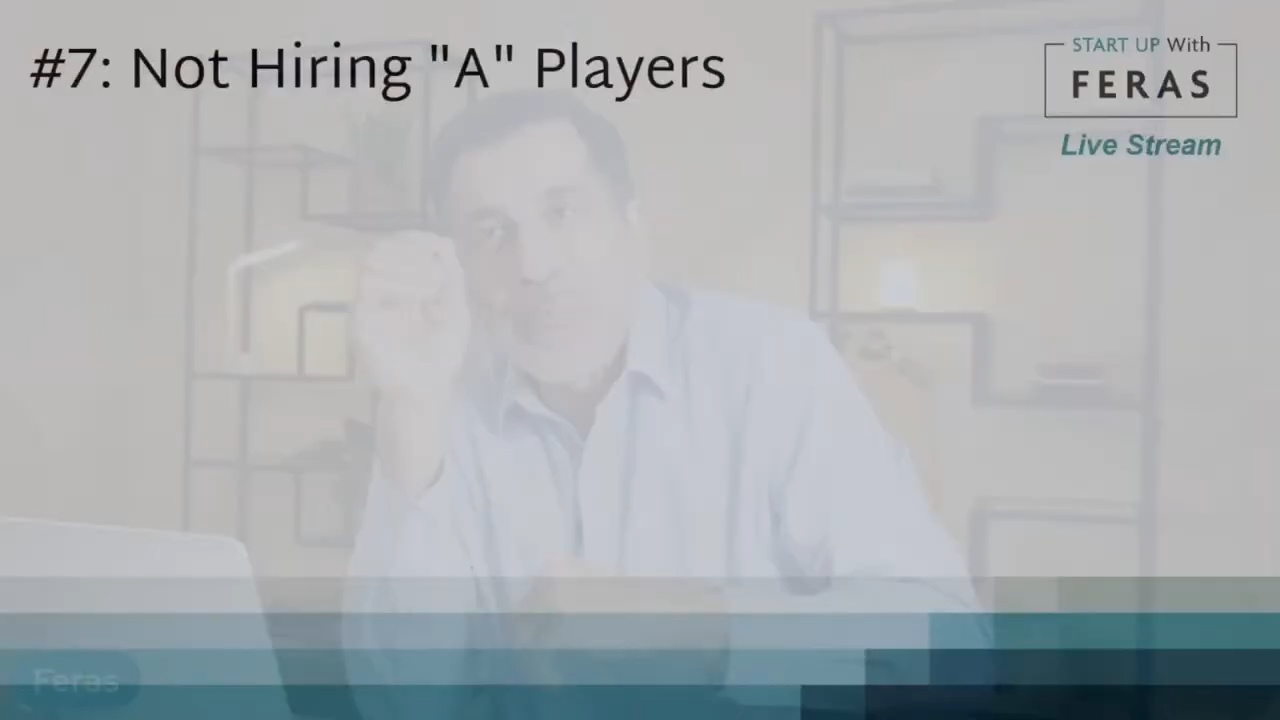 #7: Not Hiring "A" Players
START UP With
FERAS
Live Stream
Feras